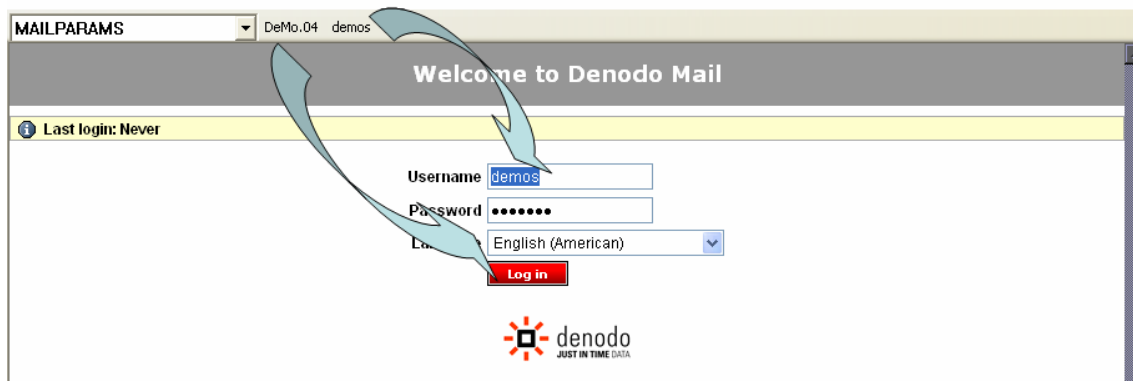 MAILPARAMS DeMo.04 demos
Welcome to Denodo Mail
Last login: Never
Username demos
Password •••••••
English (American)
Log in
denodo
JUST IN TIME DATA